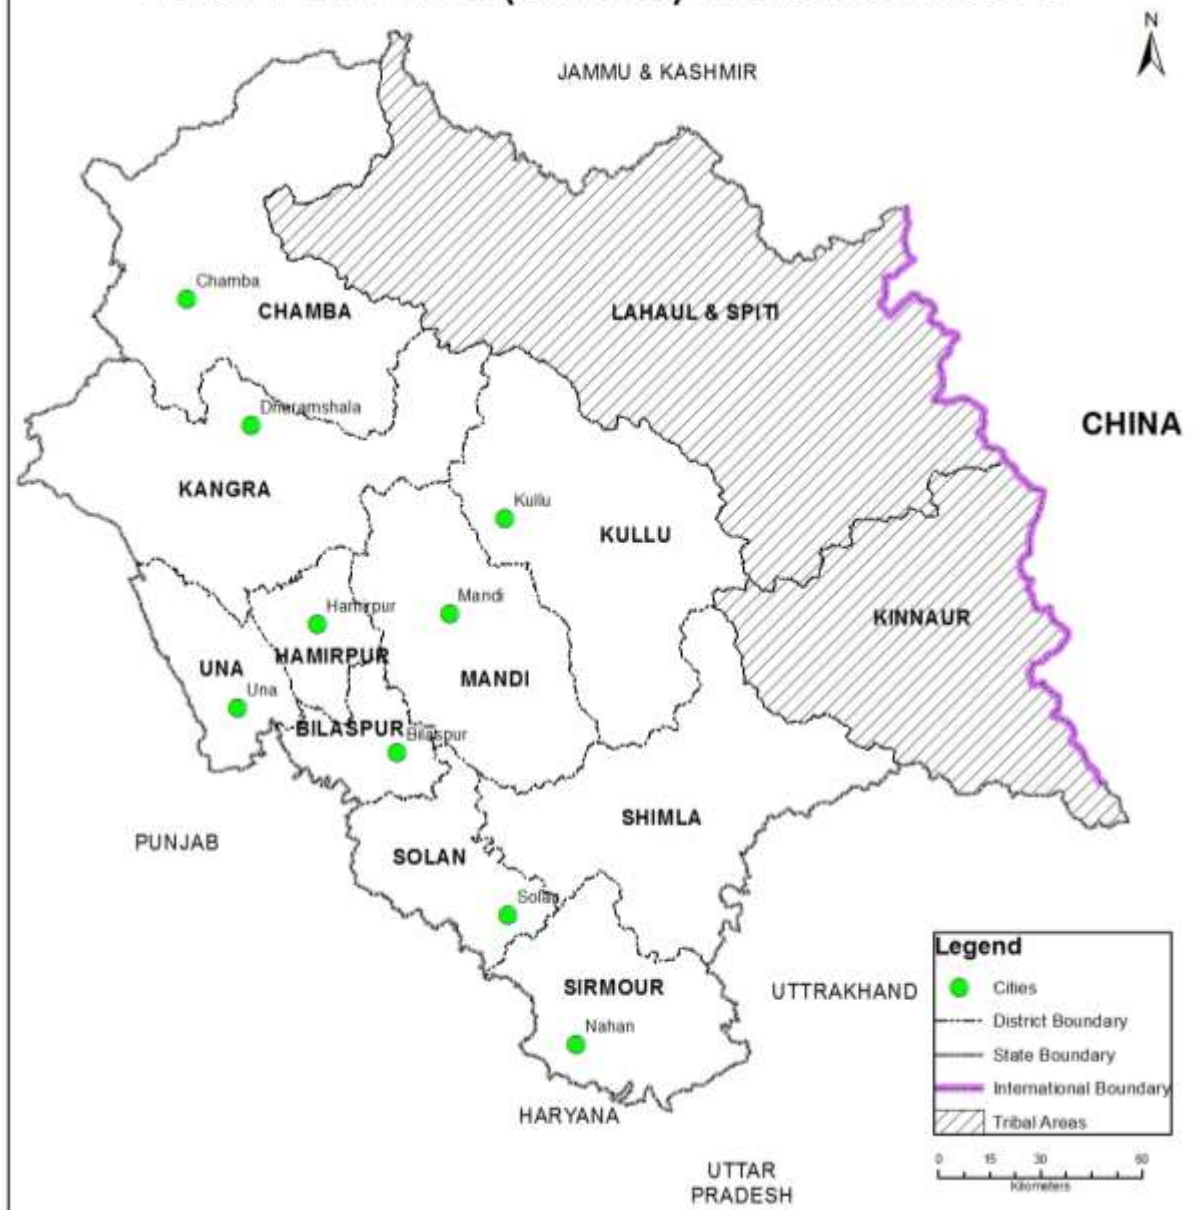 N
JAMMU & KASHMIR
Chamba
CHAMBA
LAHAUL & SPITI
Dharamshala
CHINA
KANGRA
Kullu
KULLU
Hamirpur
Mandi
KINNAUR
HAMIRPUR
UNA
Una
MANDI
BILASPUR
Bilaspur
SHIMLA
PUNJAB
SOLAN
Solan
SIRMOUR
UTTRAKHAND
Nahan
HARYANA
UTTAR
PRADESH
Legend
Cities
District Boundary
State Boundary
International Boundary
Tribal Areas
0 15 30 60
Kilometers